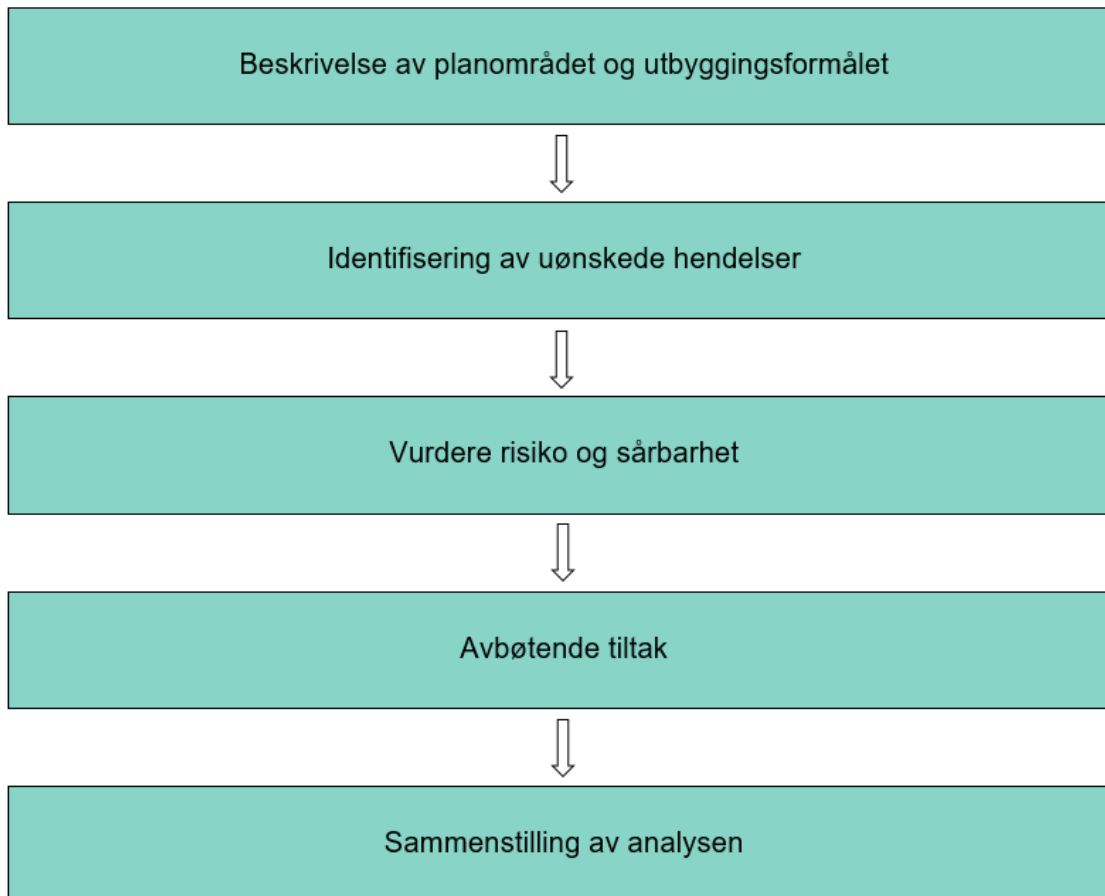 Beskrivelse av planområdet og utbyggingsformålet
Identifisering av uønskede hendelser
Vurdere risiko og sårbarhet
Avbøtende tiltak
Sammenstilling av analysen